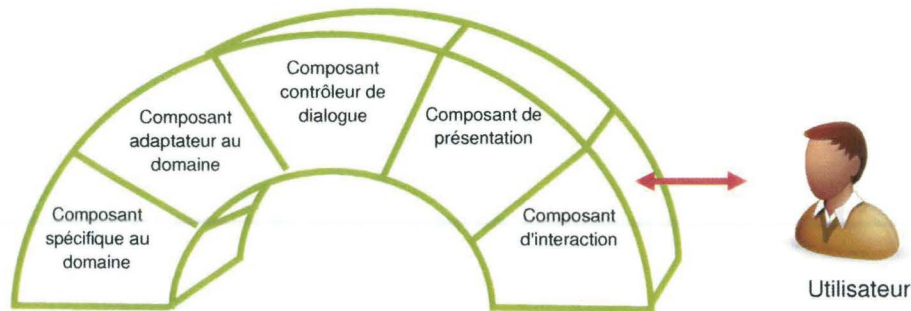 Composant
spécifique au
domaine
Composant
adaptateur au
domaine
Composant
contrôleur de
dialogue
Composant de
présentation
Composant
d'interaction
Utilisateur